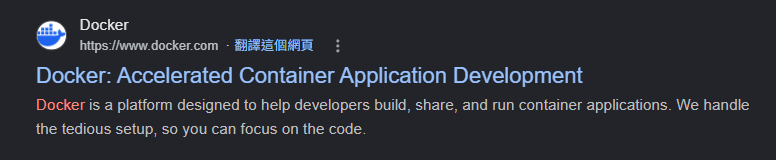 Docker
https://www.docker.com · 翻譯這個網頁
Docker: Accelerated Container Application Development
Docker is a platform designed to help developers build, share, and run container applications. We handle
the tedious setup, so you can focus on the code.